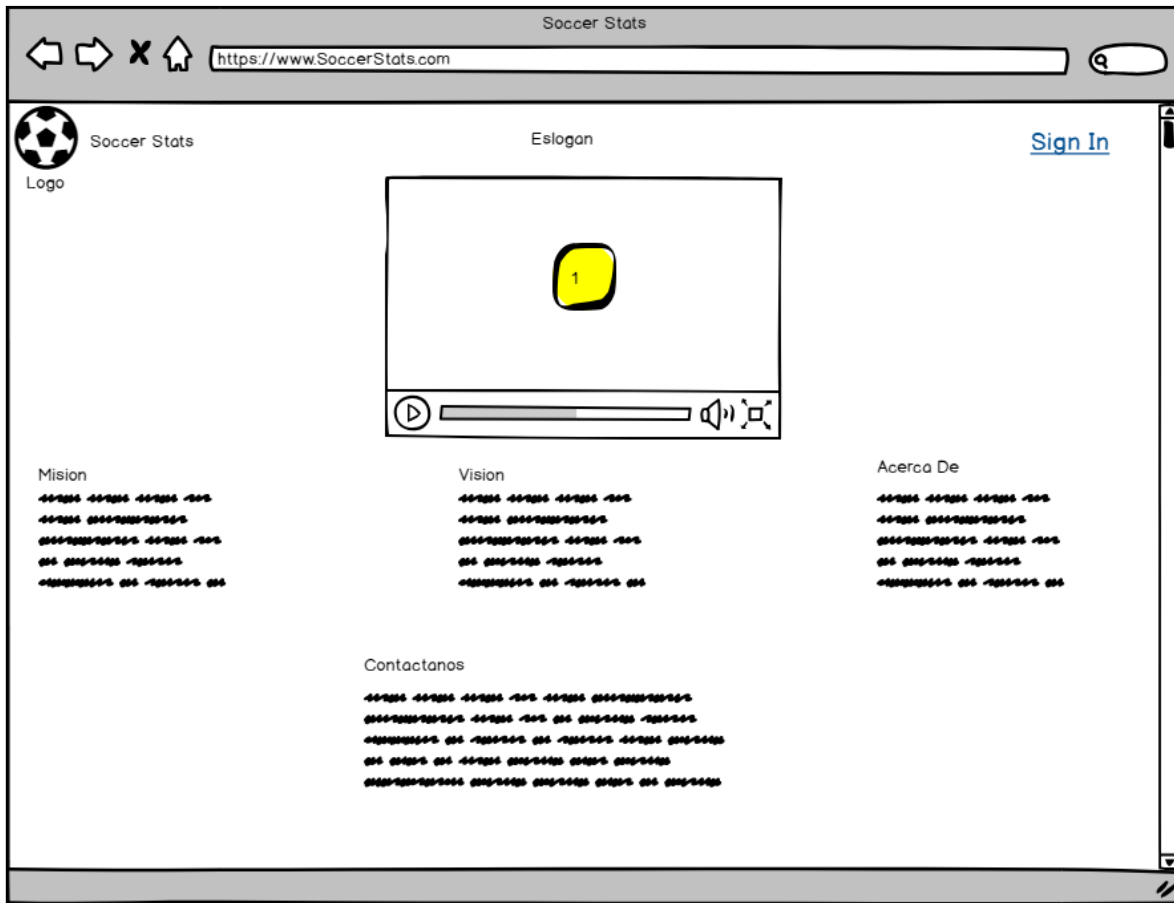 Soccer Stats
https://www.SoccerStats.com
Soccer Stats
Eslogan
Sign In
Logo
1
Mision
Vision
Acerca De
Contactanos